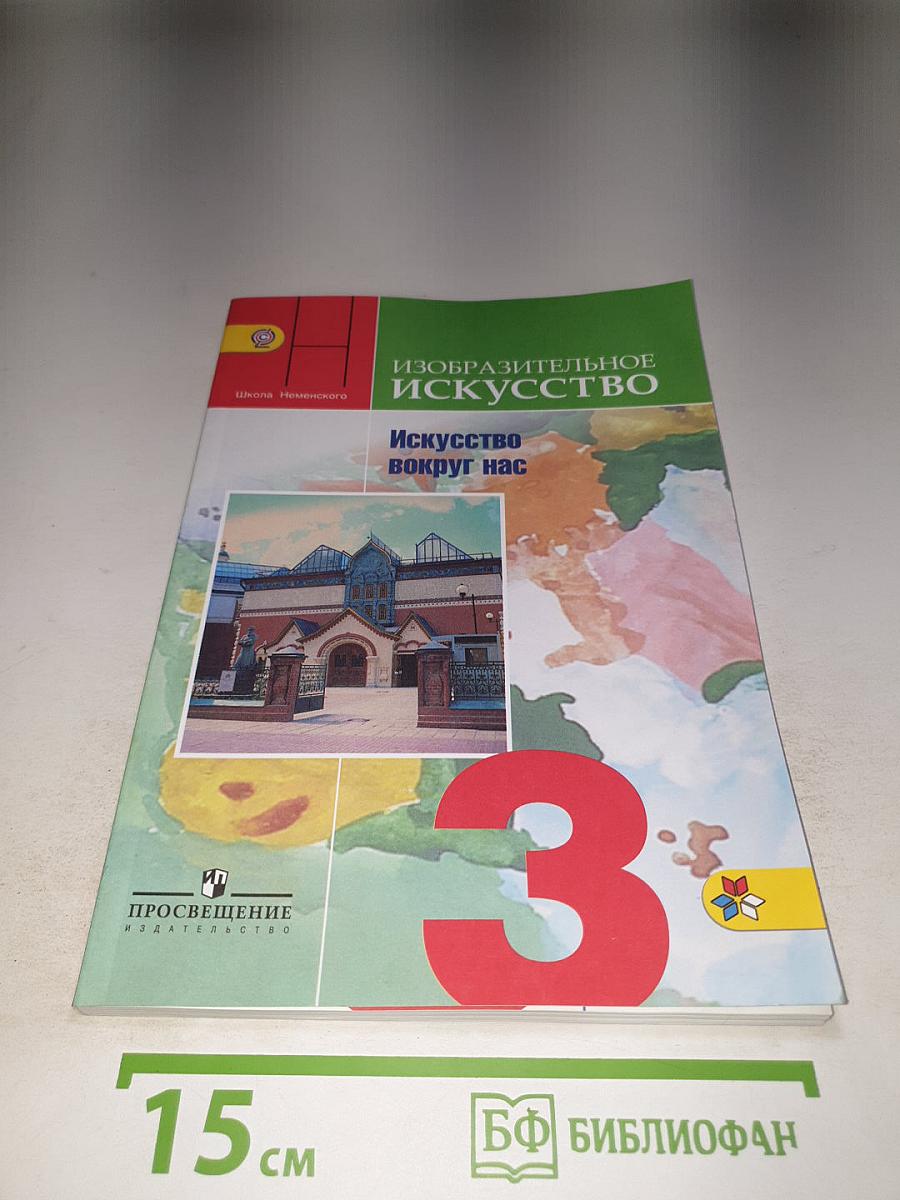 Школа Неменского
ИЗОБРАЗИТЕЛЬНОЕ
ИСКУССТВО
Искусство
вокруг нас
3
ПРОСВЕЩЕНИЕ
ИЗДАТЕЛЬСТВО
15 см
БФ БИБЛИОФАН